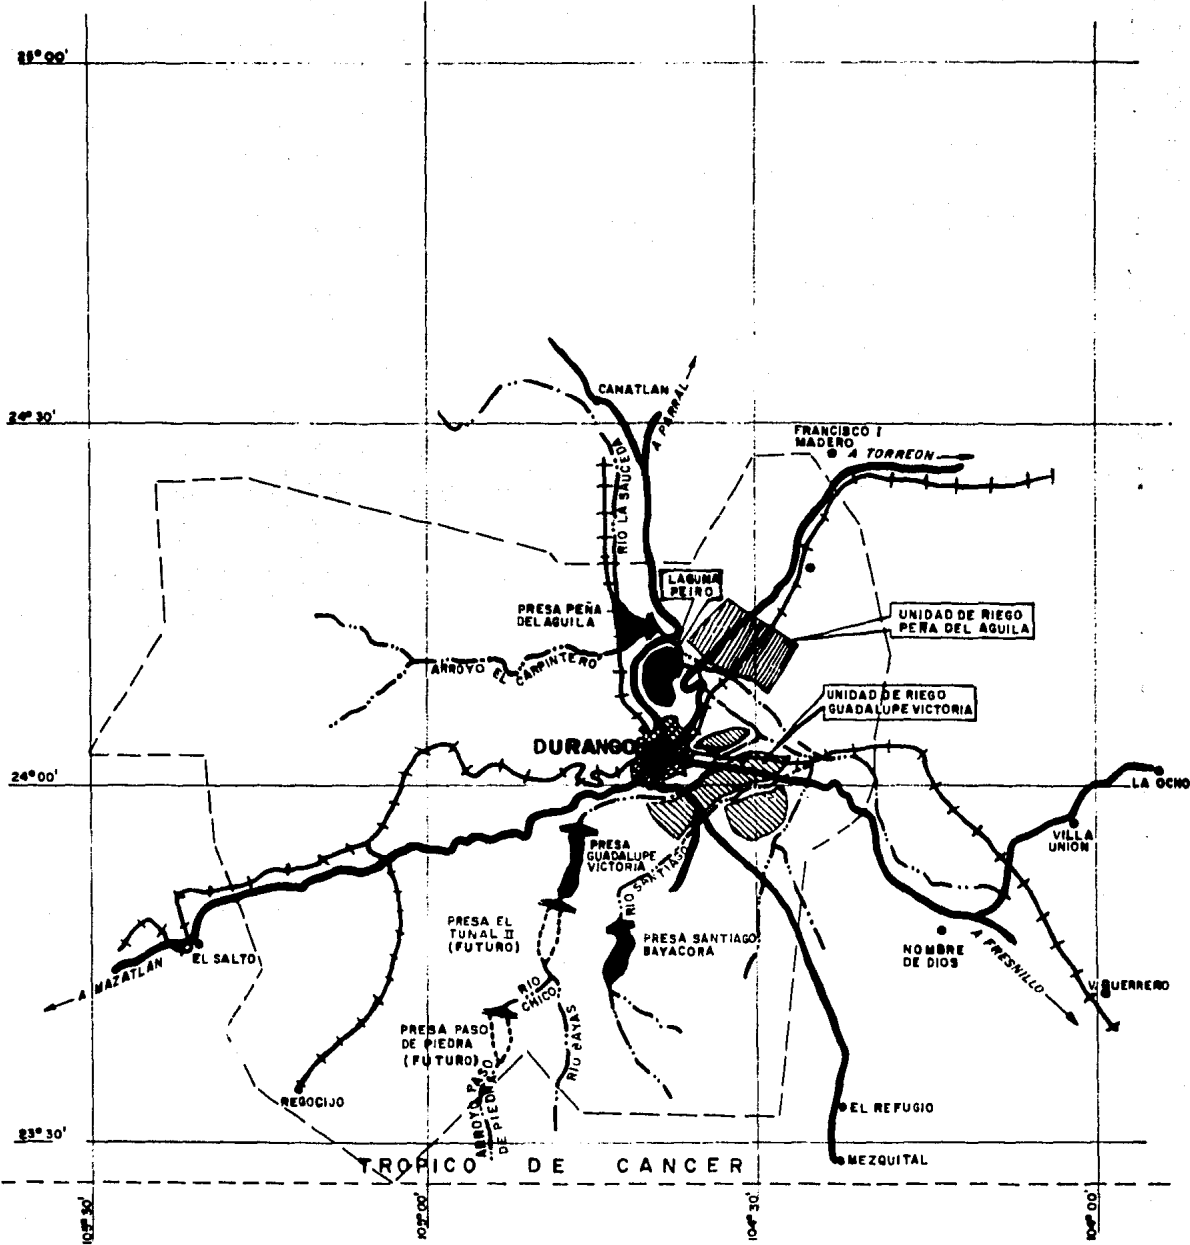 25° 00'
CANATLAN
A PARRAL
24° 30'
FRANCISCO I
MADERO
A TORREON
RIO LA SAUCEDA
LAGUNA
PEIRO
PRESA PEÑA
DEL AGUILA
UNIDAD DE RIEGO
PEÑA DEL AGUILA
ARROYO EL CARPINTERO
UNIDAD DE RIEGO
GUADALUPE VICTORIA
DURANGO
24° 00'
LA OCHO
VILLA
UNION
PRESA
GUADALUPE
VICTORIA
RIO SANTIAGO
PRESA EL
TUNAL II
(FUTURO)
PRESA SANTIAGO
BAYACORA
EL SALTO
A MAZATLAN
NOMBRE
DE DIOS
A FRESNILLO
V. GUERRERO
RIO
CHICO
PRESA PASO
DE PIEDRA
(FUTURO)
RIO BAYAS
ARROYO PASO
DE PIEDRA
REGOCIJO
EL REFUGIO
23° 30'
MEZQUITAL
TROPICO DE CANCER
105° 30'
105° 00'
104° 30'
104° 00'